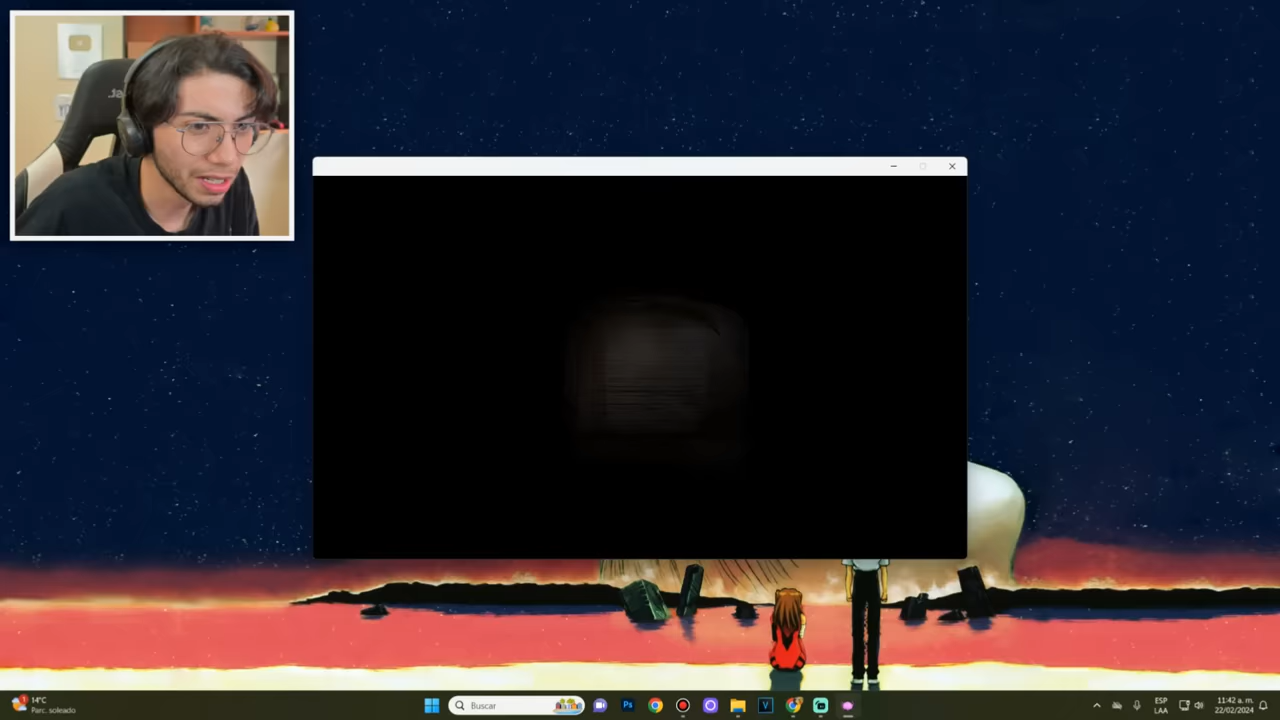 14°C
Parc. soleado
Buscar
Ps
V
ESP
LAA
11:42 a. m.
22/02/2024